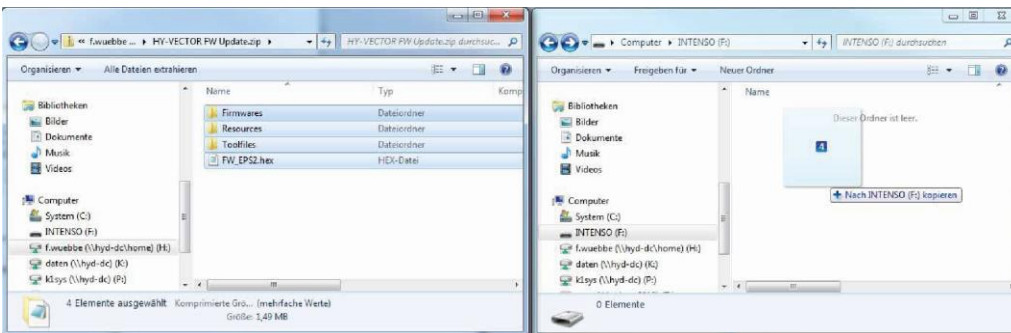 « f.wuebbe ... ▸ HY-VECTOR FW Update.zip ▸
HY-VECTOR FW Update.zip durchsuc...
Organisieren Alle Dateien extrahieren
Name Typ Komp
Bibliotheken
Bilder
Dokumente
Musik
Videos
Computer
System (C:)
INTENSO (F:)
f.wuebbe (\\hyd-dc\home) (H:)
daten (\\hyd-dc) (K:)
k1sys (\\hyd-dc) (P:)
Firmwares Dateiordner
Resources Dateiordner
Toolfiles Dateiordner
FW_EPS2.hex HEX-Datei
4 Elemente ausgewählt Komprimierte Grö... (mehrfache Werte)
Größe: 1,49 MB
▸ Computer ▸ INTENSO (F:)
INTENSO (F:) durchsuchen
Organisieren Freigeben für Neuer Ordner
Name
Bibliotheken
Bilder
Dokumente
Musik
Videos
Computer
System (C:)
INTENSO (F:)
f.wuebbe (\\hyd-dc\home) (H:)
daten (\\hyd-dc) (K:)
k1sys (\\hyd-dc) (P:)
Dieser Ordner ist leer.
4
Nach INTENSO (F:) kopieren
0 Elemente